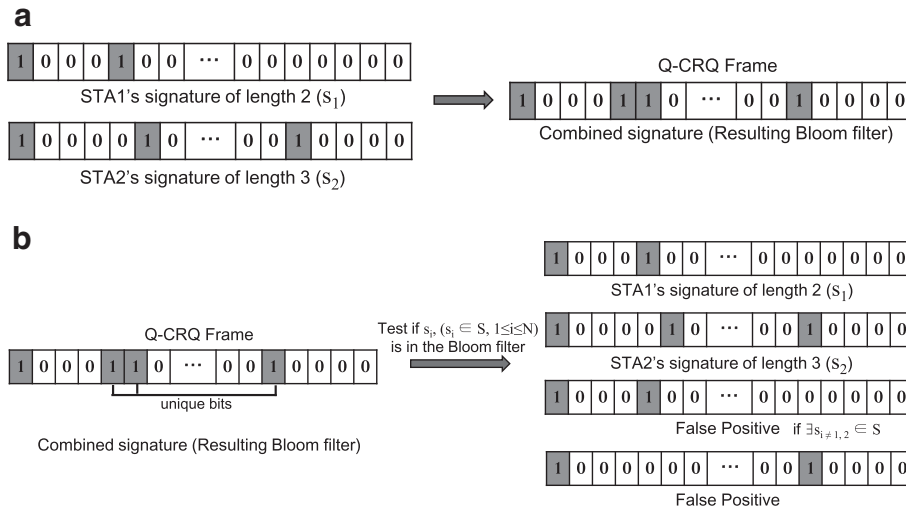 a
1 0 0 0 1 0 0 ··· 0 0 0 0 0 0 0
STA1's signature of length 2 (s₁)
1 0 0 0 0 1 0 ··· 0 0 1 0 0 0 0
STA2's signature of length 3 (s₂)
Q-CRQ Frame
1 0 0 0 1 1 0 ··· 0 0 1 0 0 0 0
Combined signature (Resulting Bloom filter)
b
Q-CRQ Frame
1 0 0 0 1 1 0 ··· 0 0 1 0 0 0 0
unique bits
Combined signature (Resulting Bloom filter)
Test if sᵢ, (sᵢ ∈ S, 1≤i≤N)
is in the Bloom filter
1 0 0 0 1 0 0 ··· 0 0 0 0 0 0 0
STA1's signature of length 2 (s₁)
1 0 0 0 0 1 0 ··· 0 0 1 0 0 0 0
STA2's signature of length 3 (s₂)
1 0 0 0 1 0 0 ··· 0 0 0 0 0 0 0
False Positive if ∃sᵢ≠₁,₂ ∈ S
1 0 0 0 0 0 0 ··· 0 0 1 0 0 0 0
False Positive